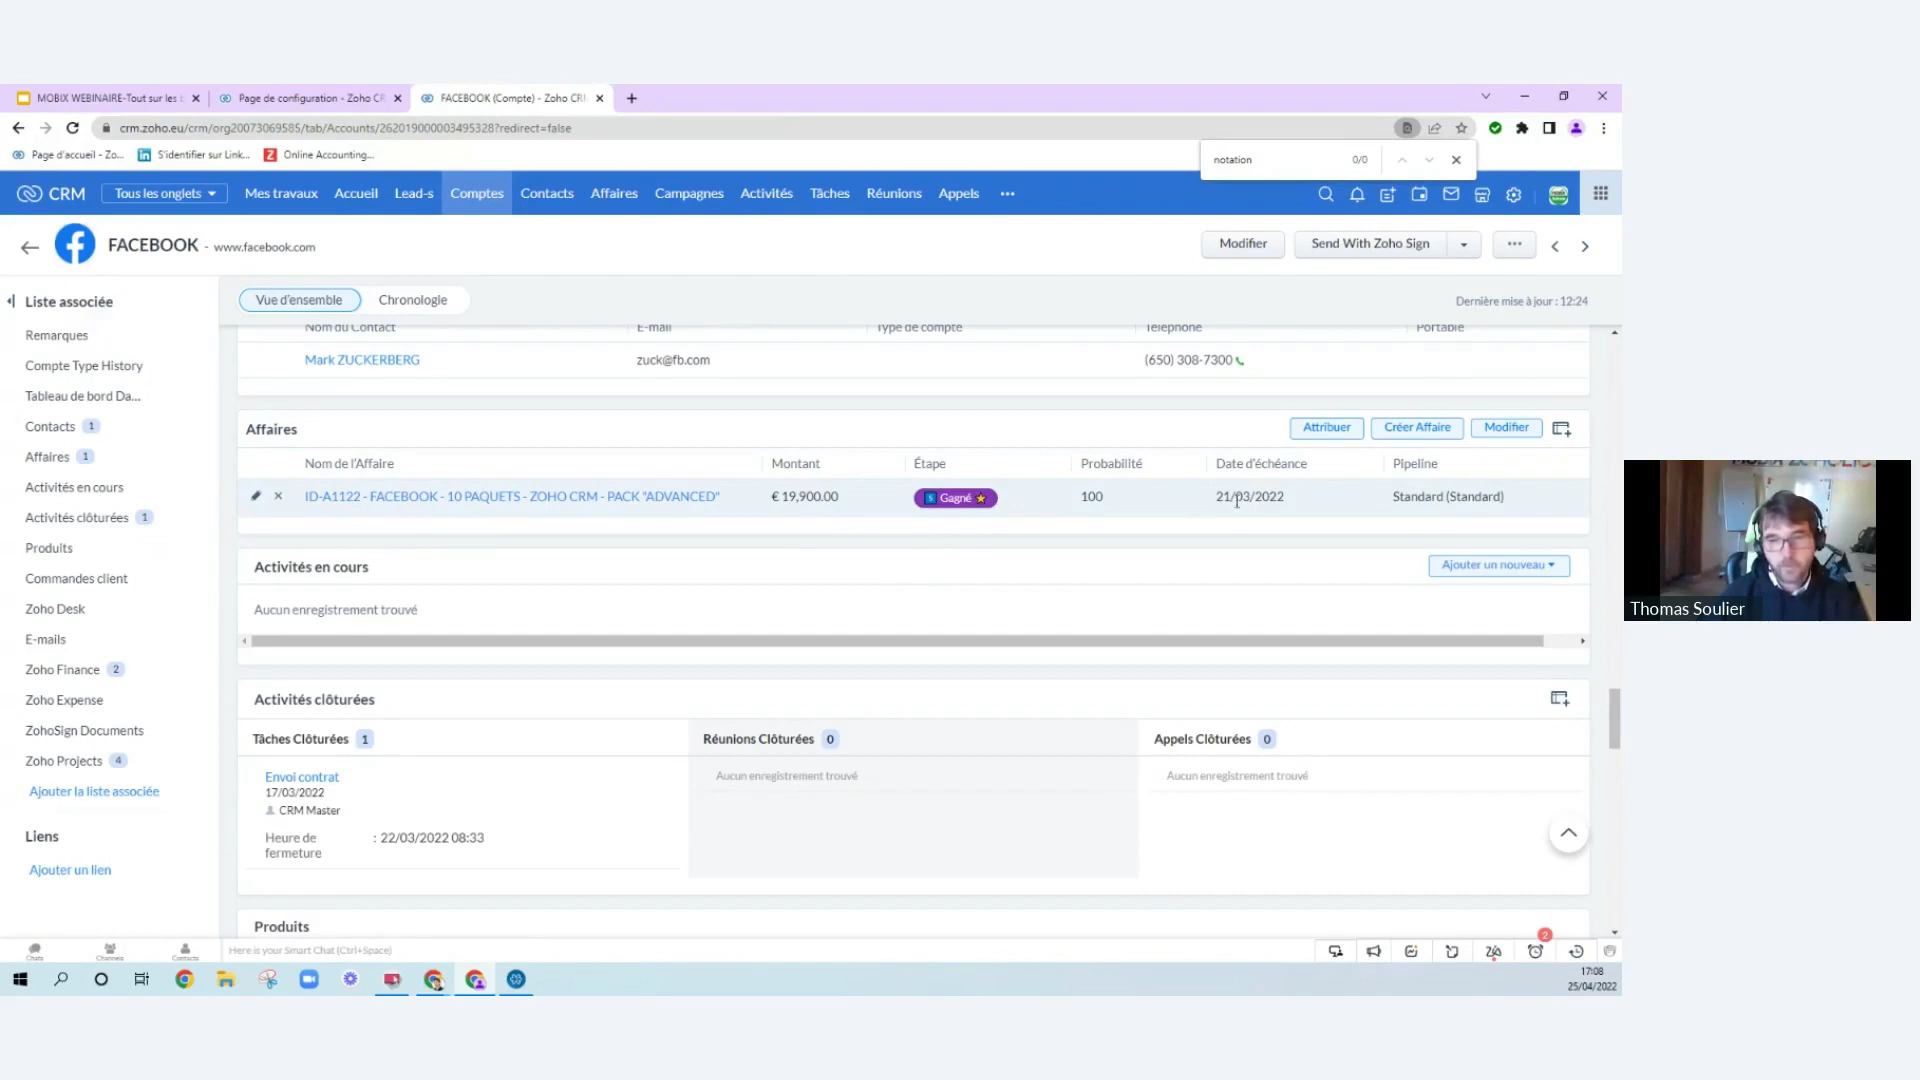 MOBIX WEBINAIRE-Tout sur les
Page de configuration - Zoho CR
FACEBOOK (Compte) - Zoho CRM
crm.zoho.eu/crm/org20073069585/tab/Accounts/262019000003495328?redirect=false
Page d'accueil - Zo...
S'identifier sur Link...
Online Accounting...
notation
0/0
CRM
Tous les onglets
Mes travaux
Accueil
Lead-s
Comptes
Contacts
Affaires
Campagnes
Activités
Tâches
Réunions
Appels
FACEBOOK - www.facebook.com
Modifier
Send With Zoho Sign
Liste associée
Remarques
Compte Type History
Tableau de bord Da...
Contacts 1
Affaires 1
Activités en cours
Activités clôturées 1
Produits
Commandes client
Zoho Desk
E-mails
Zoho Finance 2
Zoho Expense
ZohoSign Documents
Zoho Projects 4
Ajouter la liste associée
Liens
Ajouter un lien
Vue d'ensemble
Chronologie
Dernière mise à jour : 12:24
Nom du Contact
E-mail
Type de compte
Téléphone
Portable
Mark ZUCKERBERG
zuck@fb.com
(650) 308-7300
Affaires
Attribuer
Créer Affaire
Modifier
Nom de l'Affaire
Montant
Étape
Probabilité
Date d'échéance
Pipeline
ID-A1122 - FACEBOOK - 10 PAQUETS - ZOHO CRM - PACK "ADVANCED"
€ 19,900.00
Gagné
100
21/03/2022
Standard (Standard)
Activités en cours
Ajouter un nouveau
Aucun enregistrement trouvé
Activités clôturées
Tâches Clôturées 1
Réunions Clôturées 0
Appels Clôturées 0
Envoi contrat
17/03/2022
CRM Master
Heure de fermeture
: 22/03/2022 08:33
Aucun enregistrement trouvé
Aucun enregistrement trouvé
Produits
Chats
Channels
Contacts
Here is your Smart Chat (Ctrl+Space)
2
17:08
25/04/2022
Thomas Soulier